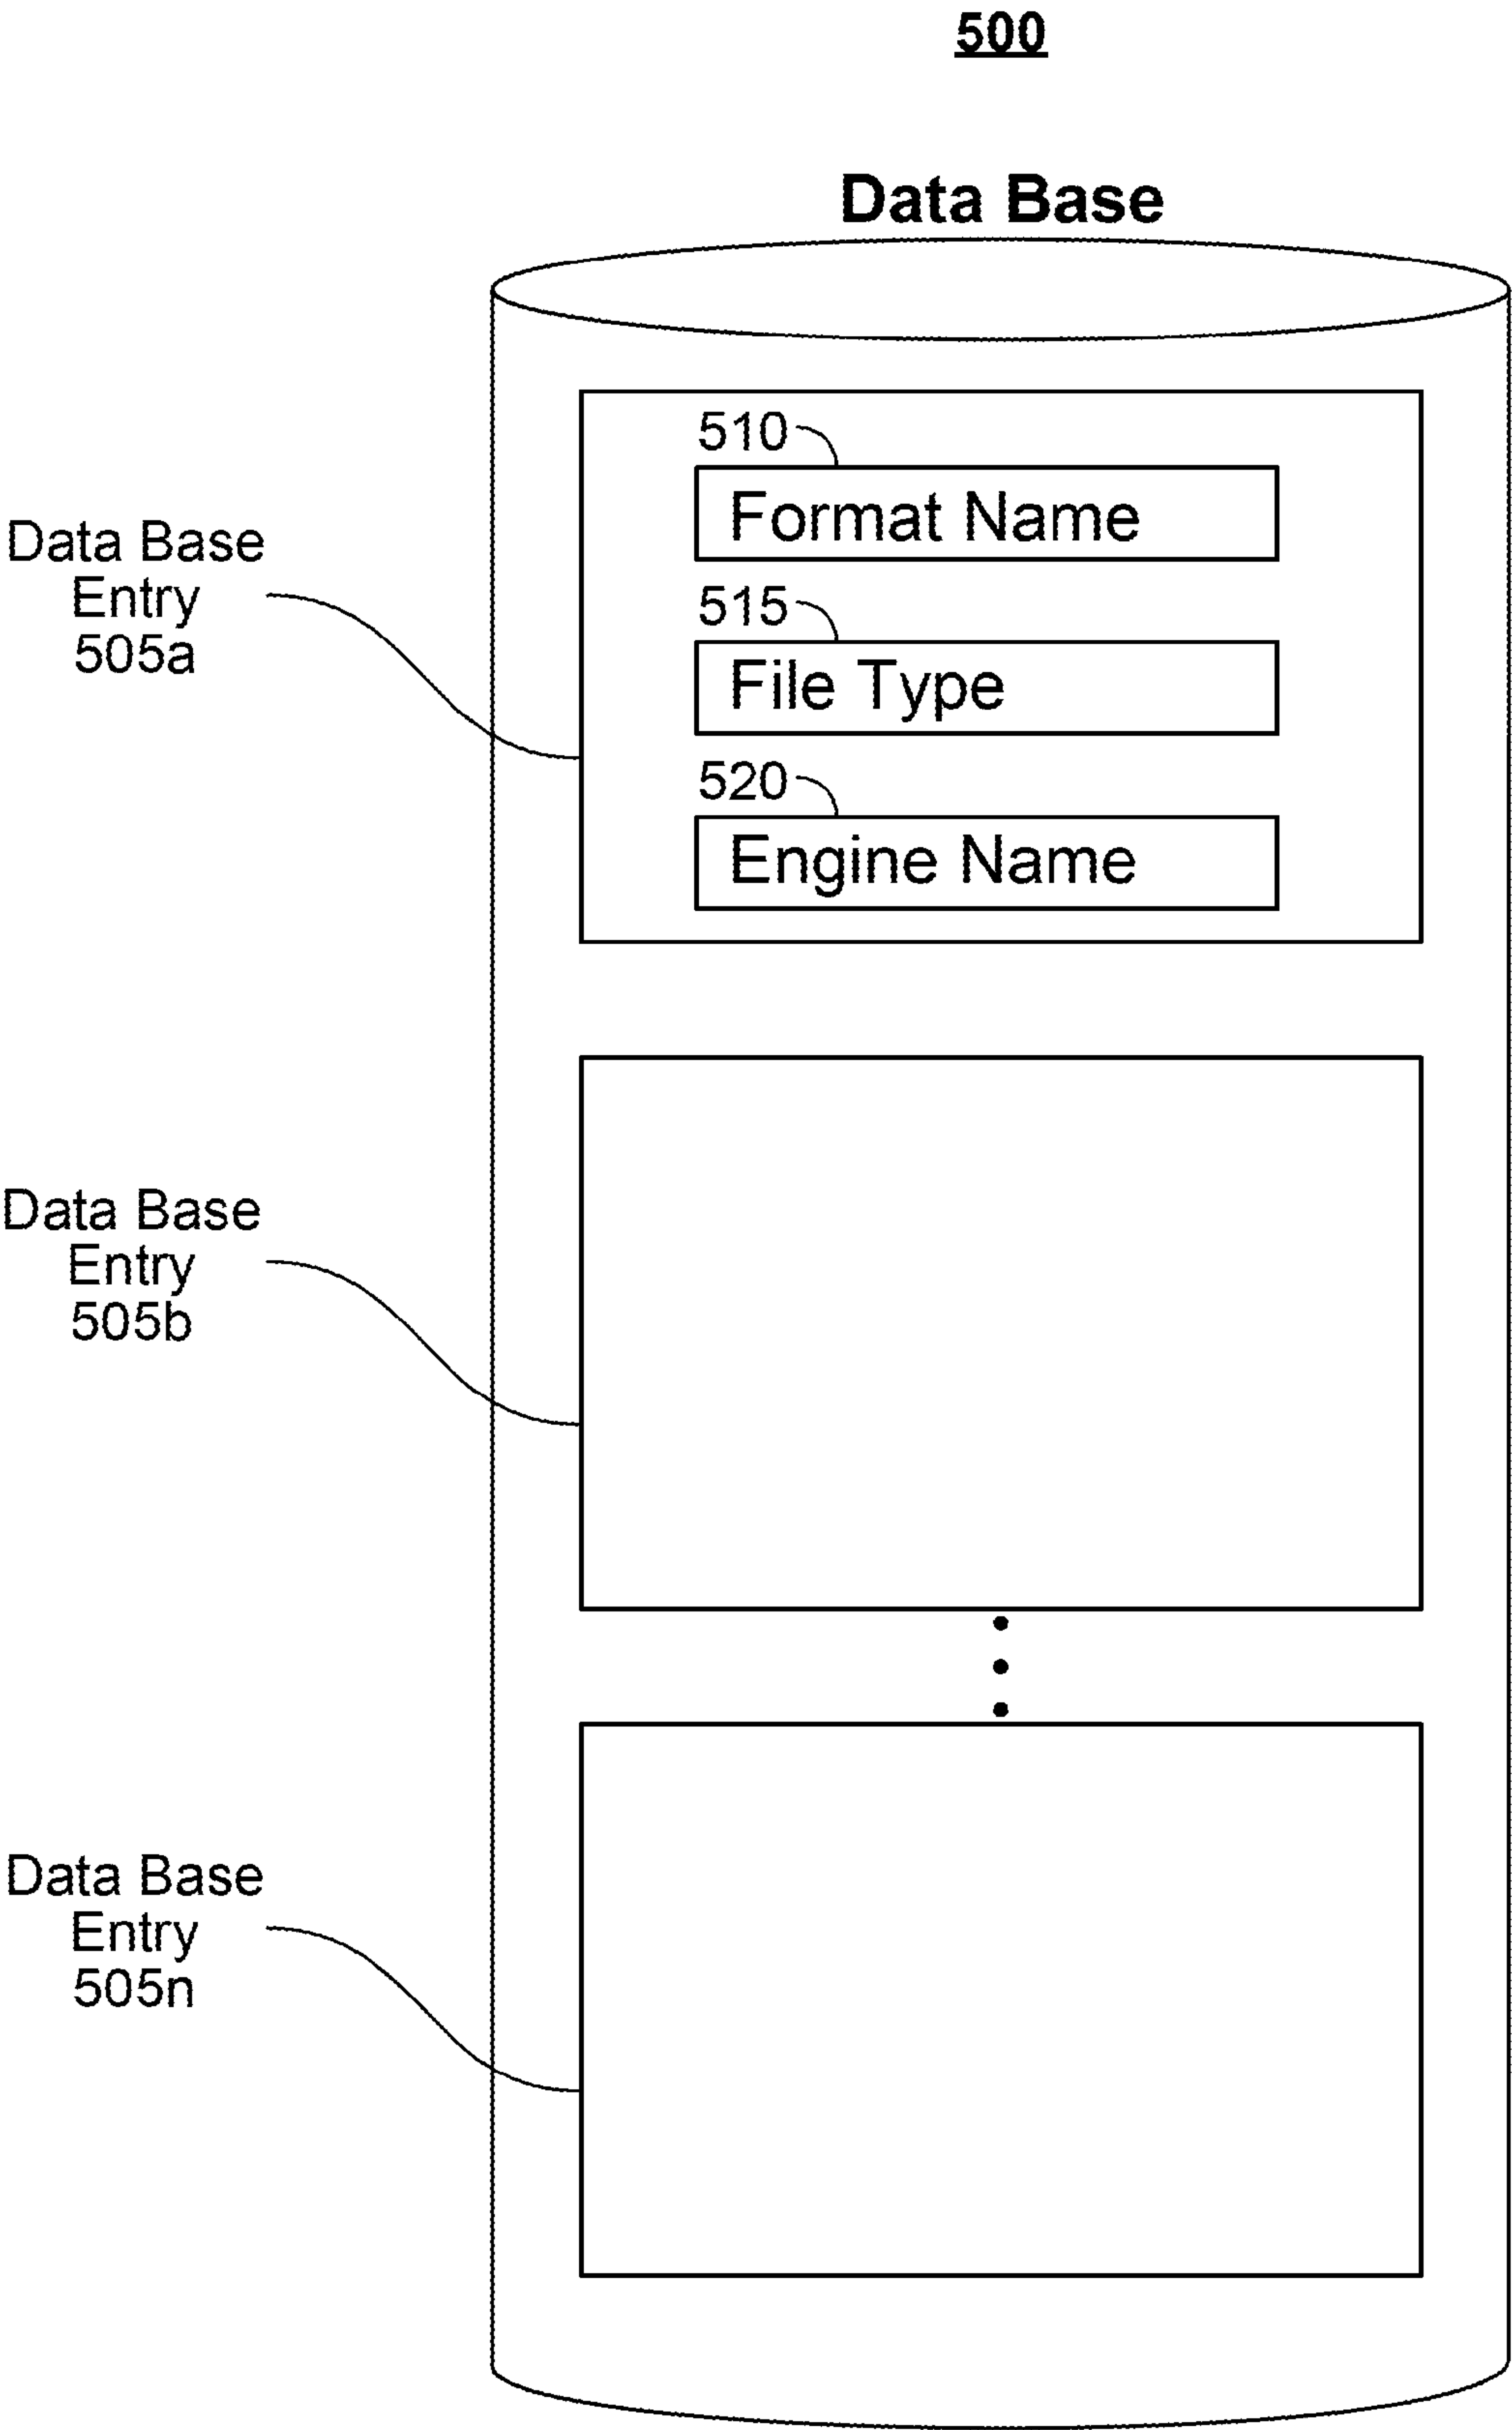 500
Data Base
510
Format Name
Data Base
Entry
505a
515
File Type
520
Engine Name
Data Base
Entry
505b
Data Base
Entry
505n